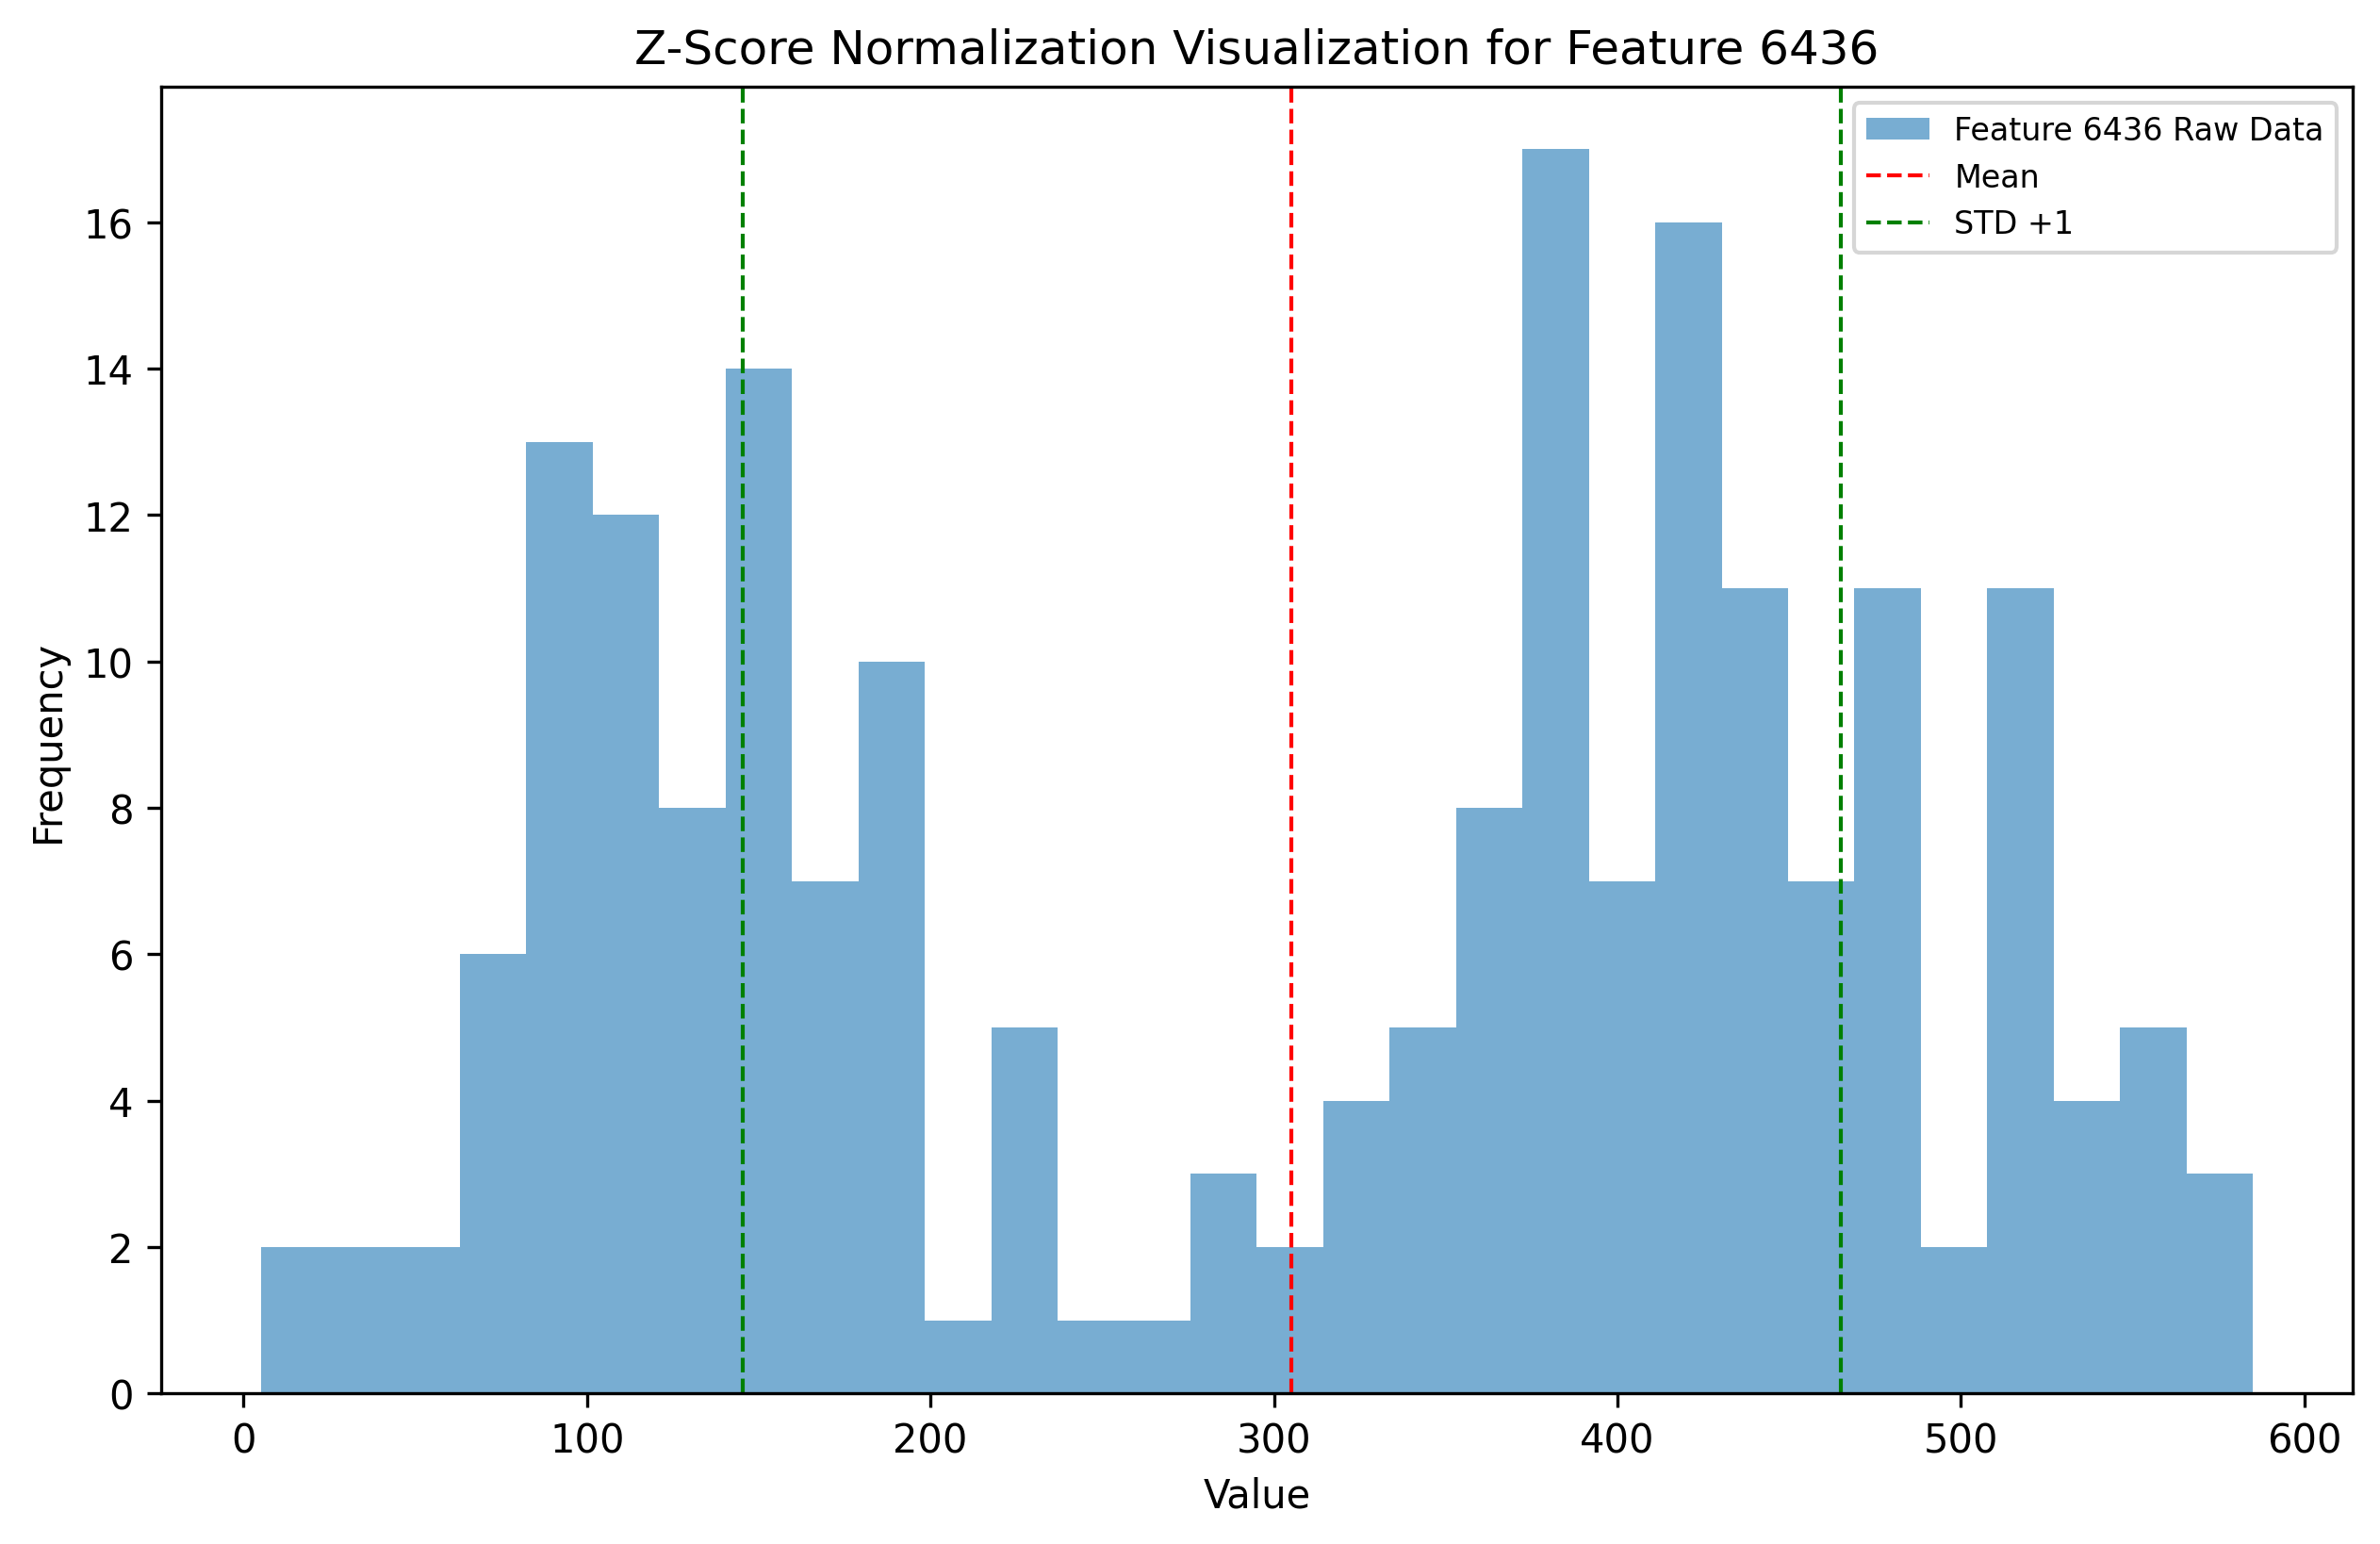 Z-Score Normalization Visualization for Feature 6436
Feature 6436 Raw Data
Mean
STD +1
Frequency
16
14
12
10
8
6
4
2
0
0 100 200 300 400 500 600
Value